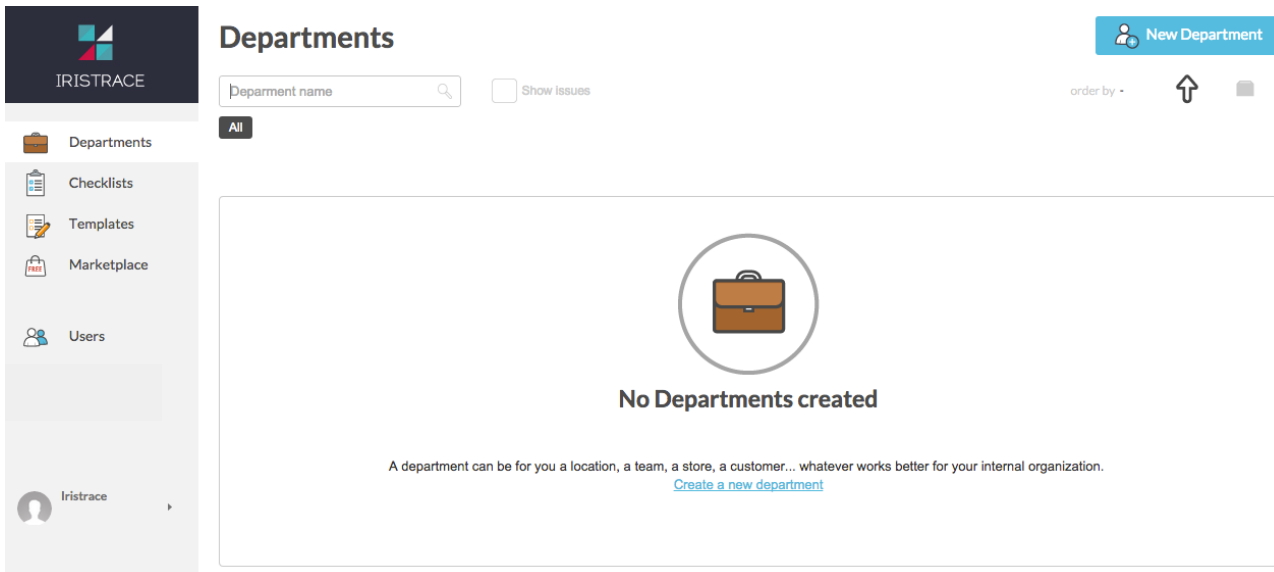 IRISTRACE
Departments
New Department
Deparment name
Show issues
order by -
All
Departments
Checklists
Templates
FREE
Marketplace
Users
Iristrace
No Departments created
A department can be for you a location, a team, a store, a customer... whatever works better for your internal organization.
Create a new department